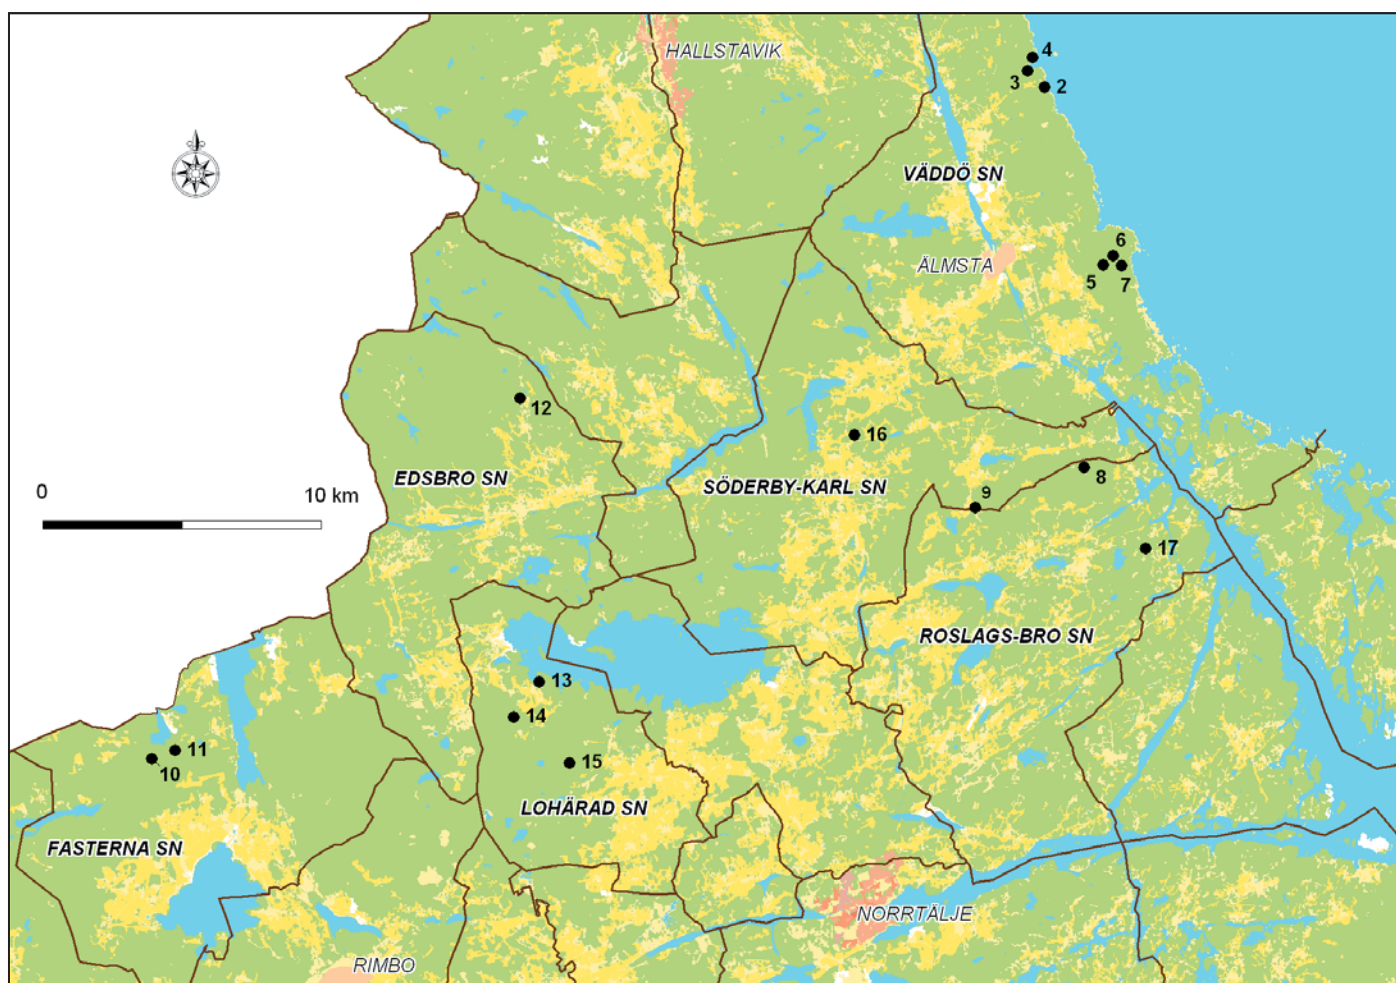 HALLSTAVIK
4
3
2
VÄDDÖ SN
6
ÄLMSTA
5
7
12
16
EDSBRO SN
SÖDERBY-KARL SN
8
0
10 km
9
17
ROSLAGS-BRO SN
13
14
11
15
10
LOHÄRAD SN
FASTERNA SN
NORRTÄLJE
RIMBO